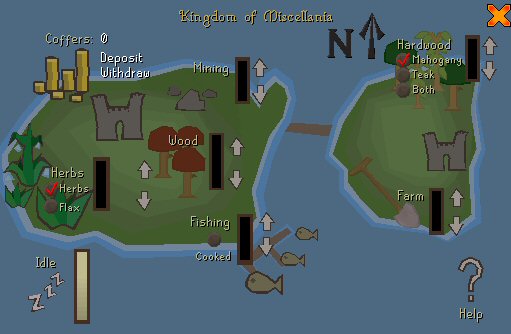 Kingdom of Miscellania
Coffers: 0
Deposit
Withdraw
Mining
N
Hardwood
Mahogany
Teak
Both
Wood
Herbs
Herbs
Flax
Farm
Fishing
Cooked
Idle
zzz
Help